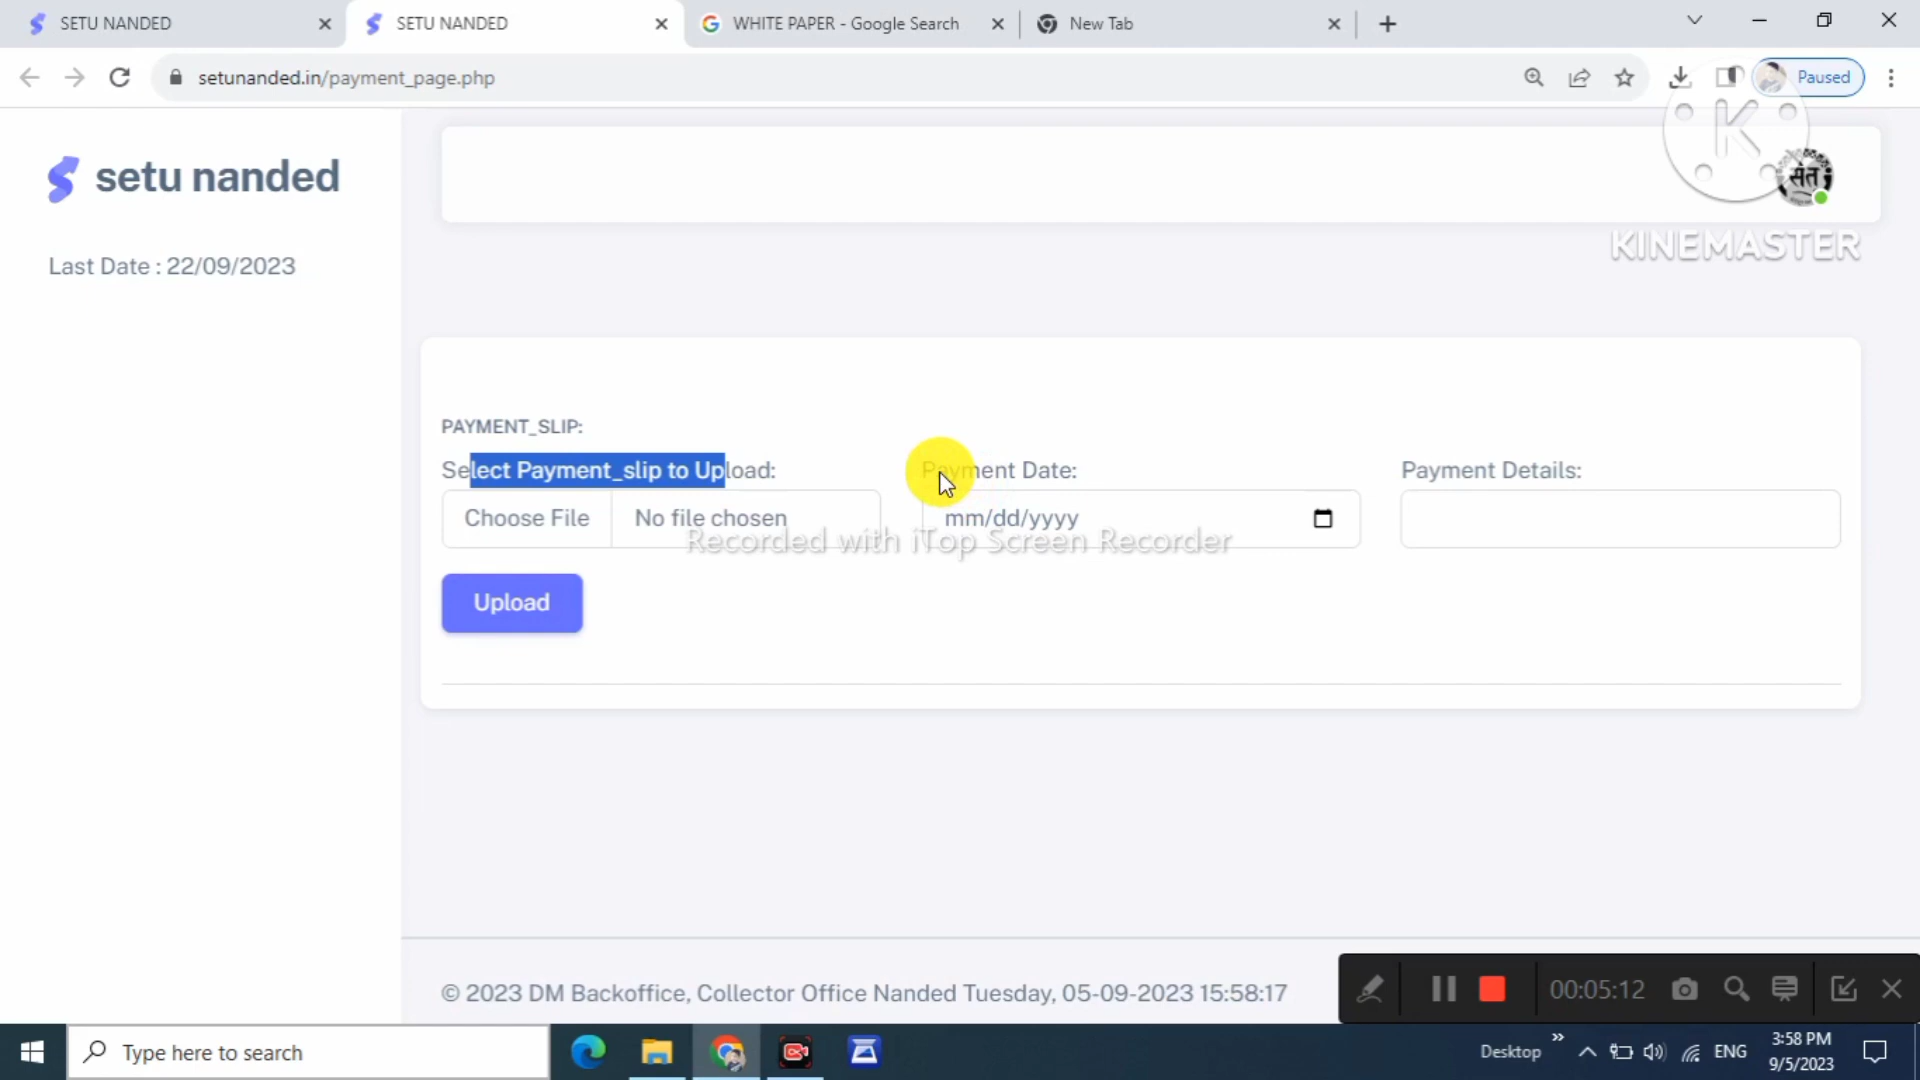 SETU NANDED
SETU NANDED
WHITE PAPER - Google Search
New Tab
setunanded.in/payment_page.php
Paused
K
सेतु
KINEMASTER
setu nanded
Last Date : 22/09/2023
PAYMENT_SLIP:
Select Payment_slip to Upload:
Payment Date:
Payment Details:
Choose File
No file chosen
mm/dd/yyyy
Recorded with iTop Screen Recorder
Upload
© 2023 DM Backoffice, Collector Office Nanded Tuesday, 05-09-2023 15:58:17
00:05:12
Type here to search
Desktop
ENG
3:58 PM
9/5/2023